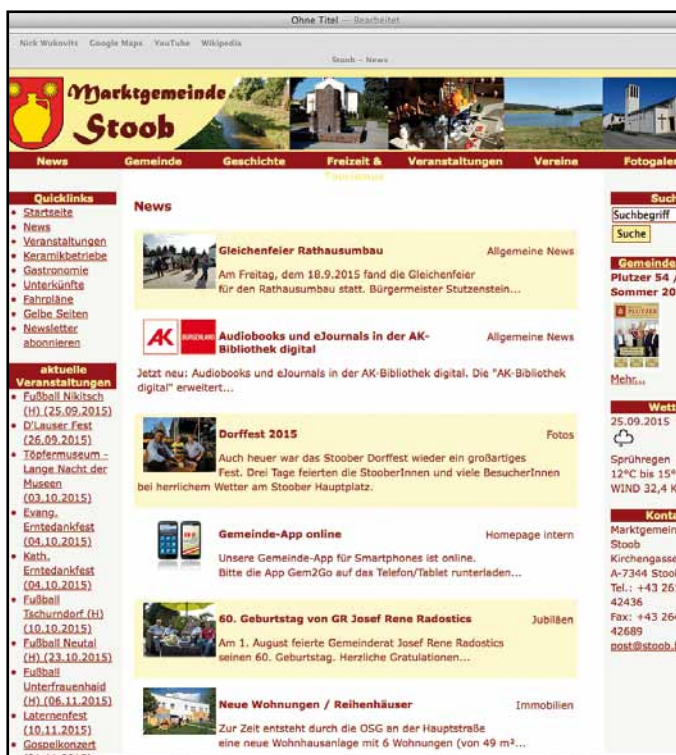 Ohne Titel — Bearbeitet
Nick Wukovits Google Maps YouTube Wikipedia
Stoob – News
Marktgemeinde
Stoob
News Gemeinde Geschichte Freizeit & Veranstaltungen Vereine Fotogaler
Tourismus
Quicklinks
• Startseite
• News
• Veranstaltungen
• Keramikbetriebe
• Gastronomie
• Unterkünfte
• Fahrpläne
• Gelbe Seiten
• Newsletter
abonnieren
aktuelle
Veranstaltungen
• Fußball Nikitsch
(H) (25.09.2015)
• D'Lauser Fest
(26.09.2015)
• Töpfermuseum -
Lange Nacht der
Museen
(03.10.2015)
• Evang.
Erntedankfest
(04.10.2015)
• Kath.
Erntedankfest
(04.10.2015)
• Fußball
Tschurndorf (H)
(10.10.2015)
• Fußball Neutal
(H) (23.10.2015)
• Fußball
Unterfrauenhaid
(H) (06.11.2015)
• Laternenfest
(10.11.2015)
• Gospelkonzert
News
Gleichenfeier Rathausumbau Allgemeine News
Am Freitag, dem 18.9.2015 fand die Gleichenfeier
für den Rathausumbau statt. Bürgermeister Stutzenstein...
AK BURGENLAND
Audiobooks und eJournals in der AK- Allgemeine News
Bibliothek digital
Jetzt neu: Audiobooks und eJournals in der AK-Bibliothek digital. Die "AK-Bibliothek
digital" erweitert...
Dorffest 2015 Fotos
Auch heuer war das Stoober Dorffest wieder ein großartiges
Fest. Drei Tage feierten die StooberInnen und viele BesucherInnen
bei herrlichem Wetter am Stoober Hauptplatz.
Gemeinde-App online Homepage intern
Unsere Gemeinde-App für Smartphones ist online.
Bitte die App Gem2Go auf das Telefon/Tablet runterladen...
60. Geburtstag von GR Josef Rene Radostics Jubiläen
Am 1. August feierte Gemeinderat Josef Rene Radostics
seinen 60. Geburtstag. Herzliche Gratulationen...
Neue Wohnungen / Reihenhäuser Immobilien
Zur Zeit entsteht durch die OSG an der Hauptstraße
eine neue Wohnhausanlage mit 6 Wohnungen (von 49 m²...
Such
Suchbegriff
Suche
Gemeinde
Plutzer 54 /
Sommer 20
PLUTZER
Mehr...
Wett
25.09.2015
Sprühregen
12°C bis 15°
WIND 32,4 K
Konta
Marktgemein
Stoob
Kirchengasse
A-7344 Stoob
Tel.: +43 26
42436
Fax: +43 264
42689
post@stoob.